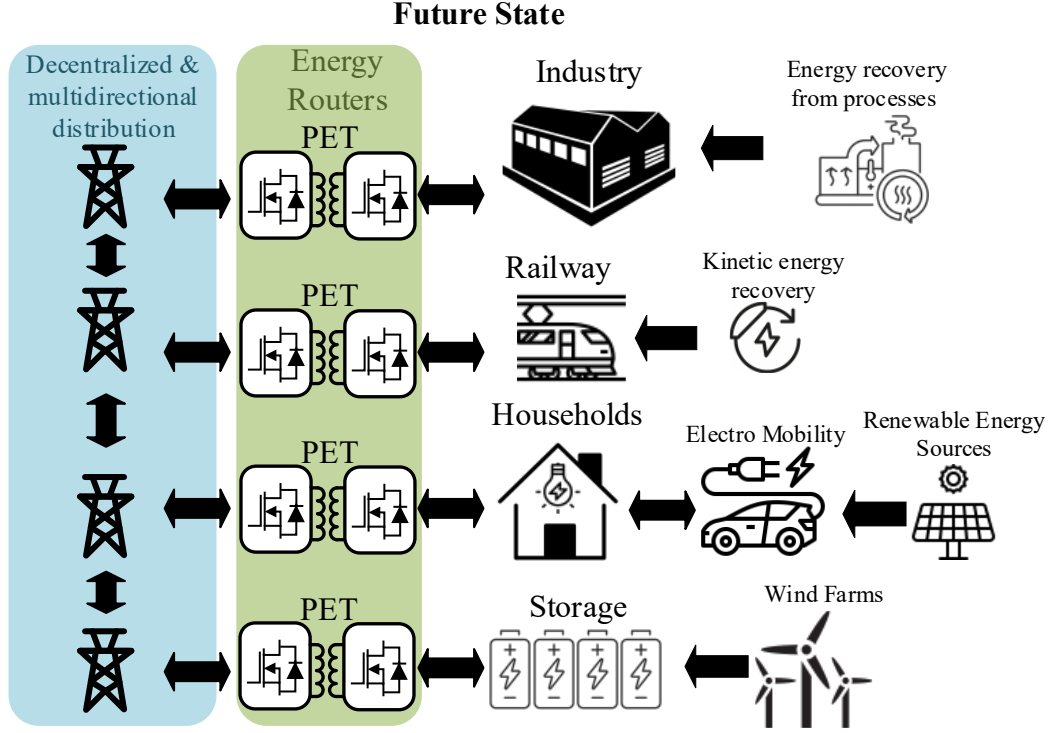 Future State
Decentralized &
multidirectional
distribution
Energy
Routers
PET
Industry
Energy recovery
from processes
PET
Railway
Kinetic energy
recovery
PET
Households
Electro Mobility
Renewable Energy
Sources
PET
Storage
Wind Farms